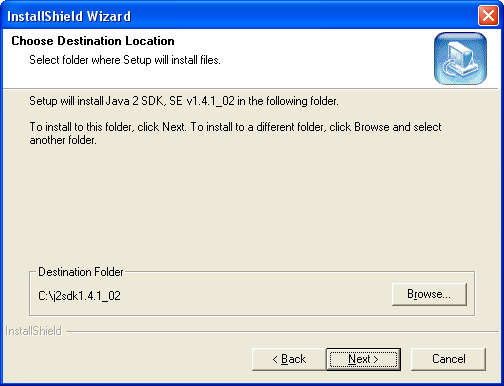 InstallShield Wizard
Choose Destination Location
Select folder where Setup will install files.
Setup will install Java 2 SDK, SE v1.4.1_02 in the following folder.
To install to this folder, click Next. To install to a different folder, click Browse and select
another folder.
Destination Folder
C:\j2sdk1.4.1_02
Browse...
InstallShield
< Back
Next >
Cancel